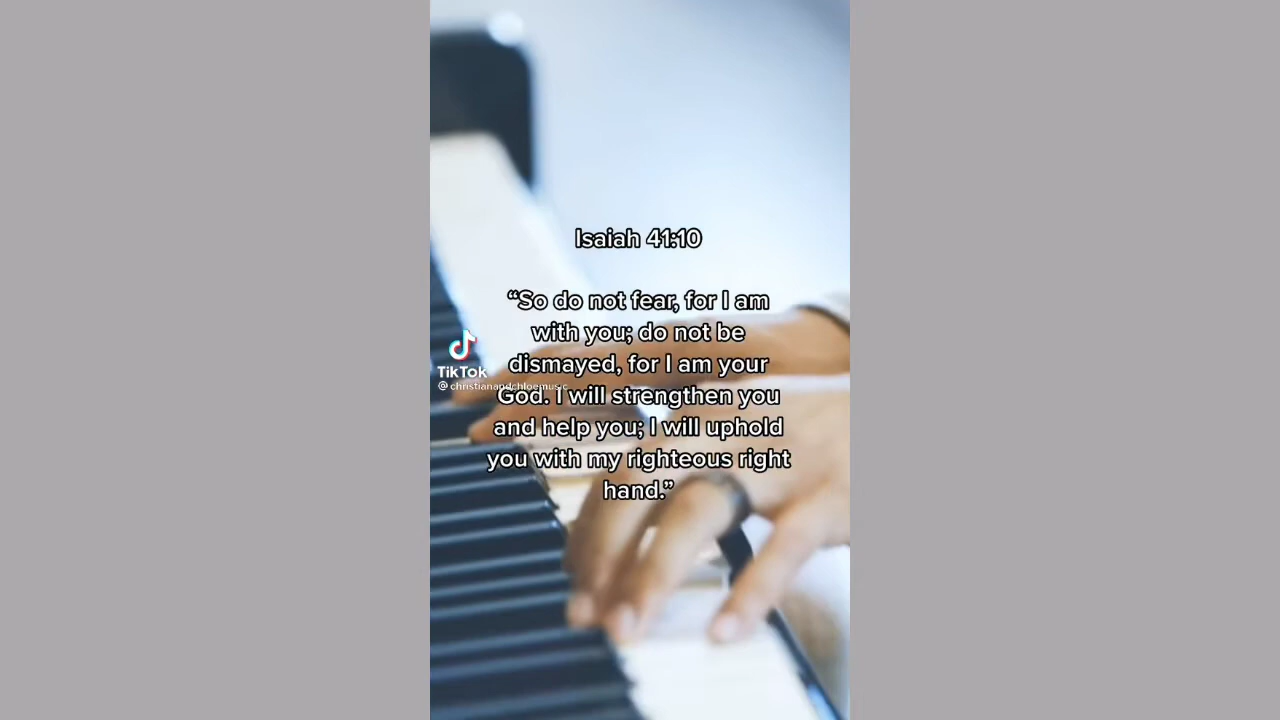 Isaiah 41:10
“So do not fear, for I am
with you; do not be
dismayed, for I am your
God. I will strengthen you
and help you; I will uphold
you with my righteous right
hand.”
TikTok
@christianandchloemusic